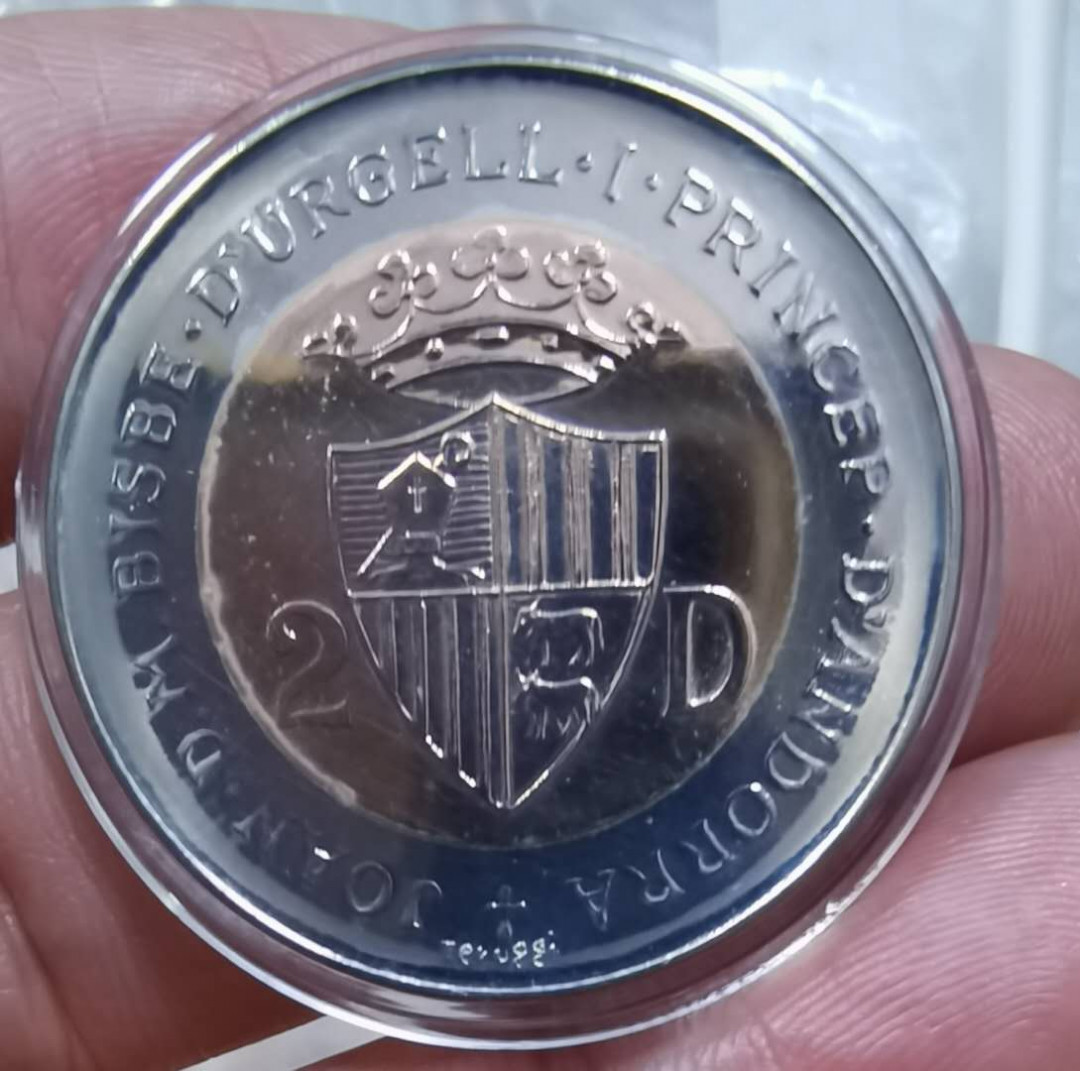 JOAN·D·M BISBE·D'URGELL·I·PRINCEP·D'ANDORRA
2 D